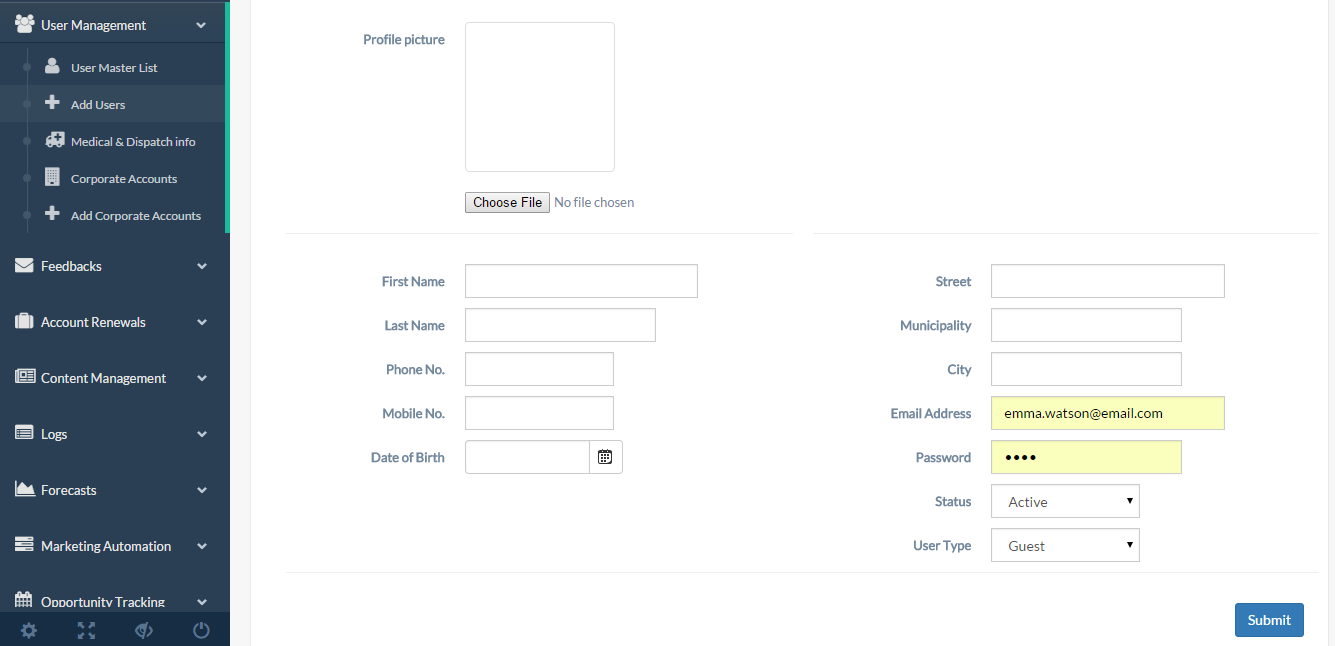 User Management
User Master List
Add Users
Medical & Dispatch info
Corporate Accounts
Add Corporate Accounts
Feedbacks
Account Renewals
Content Management
Logs
Forecasts
Marketing Automation
Opportunity Tracking
Profile picture
Choose File No file chosen
First Name
Last Name
Phone No.
Mobile No.
Date of Birth
Street
Municipality
City
Email Address emma.watson@email.com
Password ••••
Status Active
User Type Guest
Submit